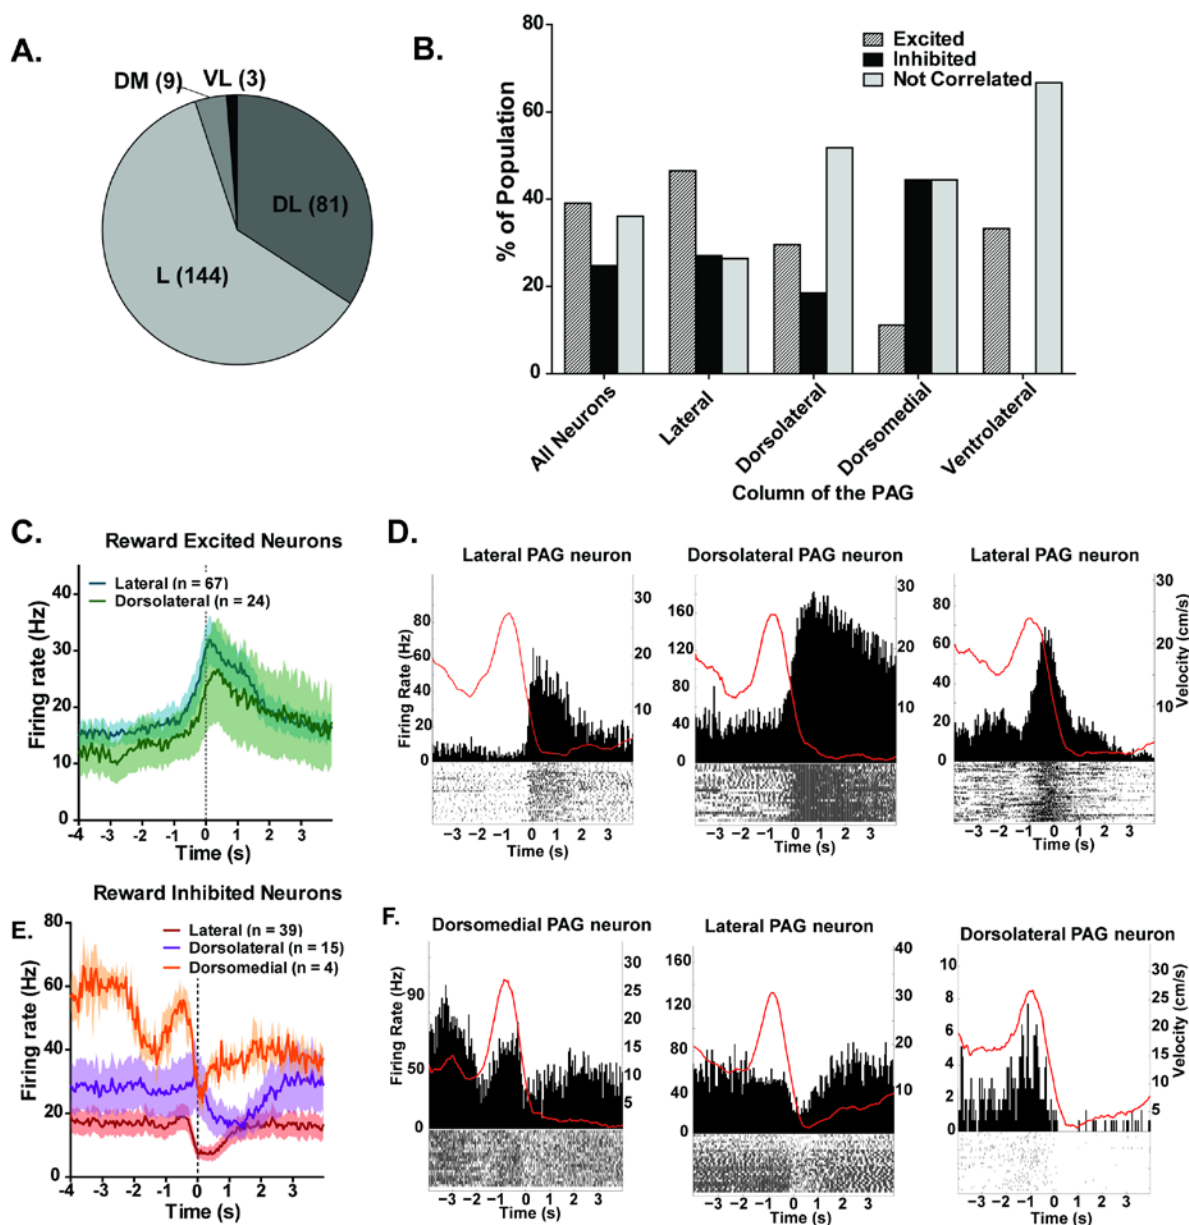 A.
DM (9)
VL (3)
DL (81)
L (144)
B.
Excited
Inhibited
Not Correlated
80
60
40
20
0
% of Population
All Neurons
Lateral
Dorsolateral
Dorsomedial
Ventrolateral
Column of the PAG
C.
Reward Excited Neurons
Lateral (n = 67)
Dorsolateral (n = 24)
40
30
20
10
0
Firing rate (Hz)
-4 -3 -2 -1 0 1 2 3
Time (s)
D.
Lateral PAG neuron
80
60
40
20
0
Firing Rate (Hz)
30
20
10
−3 −2 −1 0 1 2 3
Time (s)
Dorsolateral PAG neuron
160
120
80
40
0
30
20
10
−3 −2 −1 0 1 2 3
Time (s)
Lateral PAG neuron
80
60
40
20
0
30
20
10
Velocity (cm/s)
−3 −2 −1 0 1 2 3
Time (s)
E.
Reward Inhibited Neurons
Lateral (n = 39)
Dorsolateral (n = 15)
Dorsomedial (n = 4)
80
60
40
20
0
Firing rate (Hz)
-4 -3 -2 -1 0 1 2 3
Time (s)
F.
Dorsomedial PAG neuron
90
50
0
Firing Rate (Hz)
30
25
20
15
10
5
−3 −2 −1 0 1 2 3
Time (s)
Lateral PAG neuron
160
120
80
40
0
40
30
20
10
−3 −2 −1 0 1 2 3
Time (s)
Dorsolateral PAG neuron
10
8
6
4
2
0
30
25
20
15
10
5
Velocity (cm/s)
−3 −2 −1 0 1 2 3
Time (s)